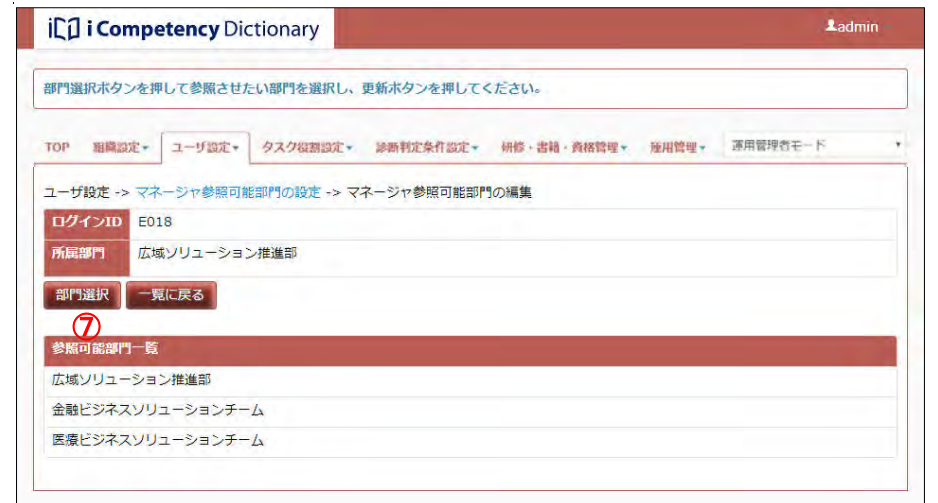 iCD i Competency Dictionary
admin
部門選択ボタンを押して参照させたい部門を選択し、更新ボタンを押してください。
TOP 組織設定 ユーザ設定 タスク役割設定 診断判定条件設定 研修・書籍・資格管理 運用管理 運用管理者モード
ユーザ設定 -> マネージャ参照可能部門の設定 -> マネージャ参照可能部門の編集
ログインID E018
所属部門 広域ソリューション推進部
部門選択 一覧に戻る
⑦
参照可能部門一覧
広域ソリューション推進部
金融ビジネスソリューションチーム
医療ビジネスソリューションチーム